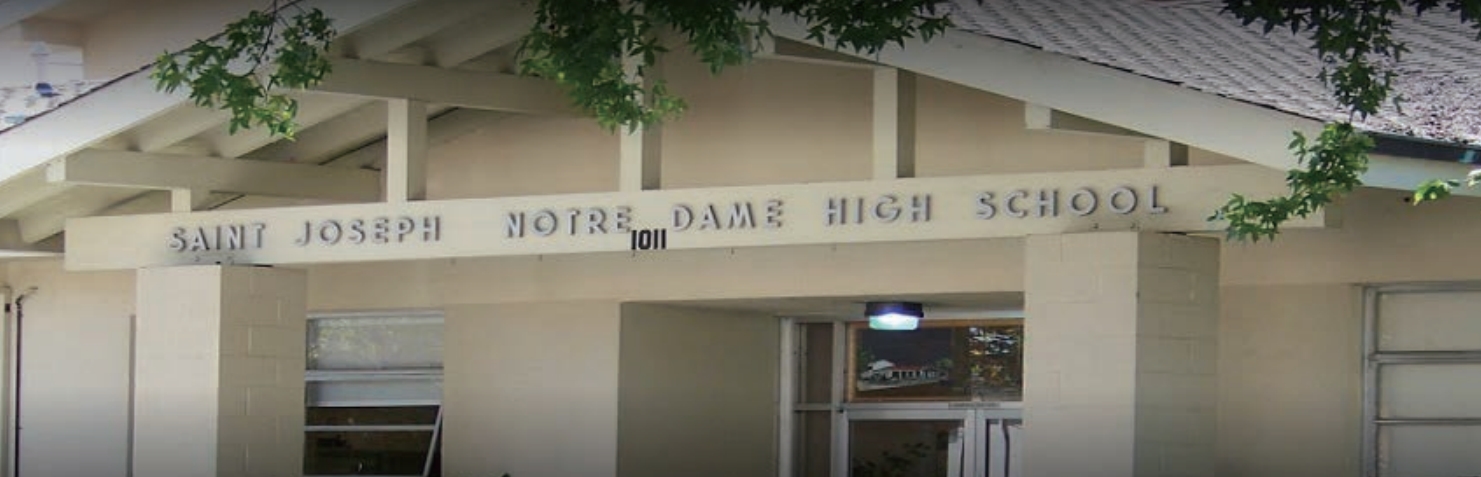 SAINT JOSEPH NOTRE DAME HIGH SCHOOL
1011